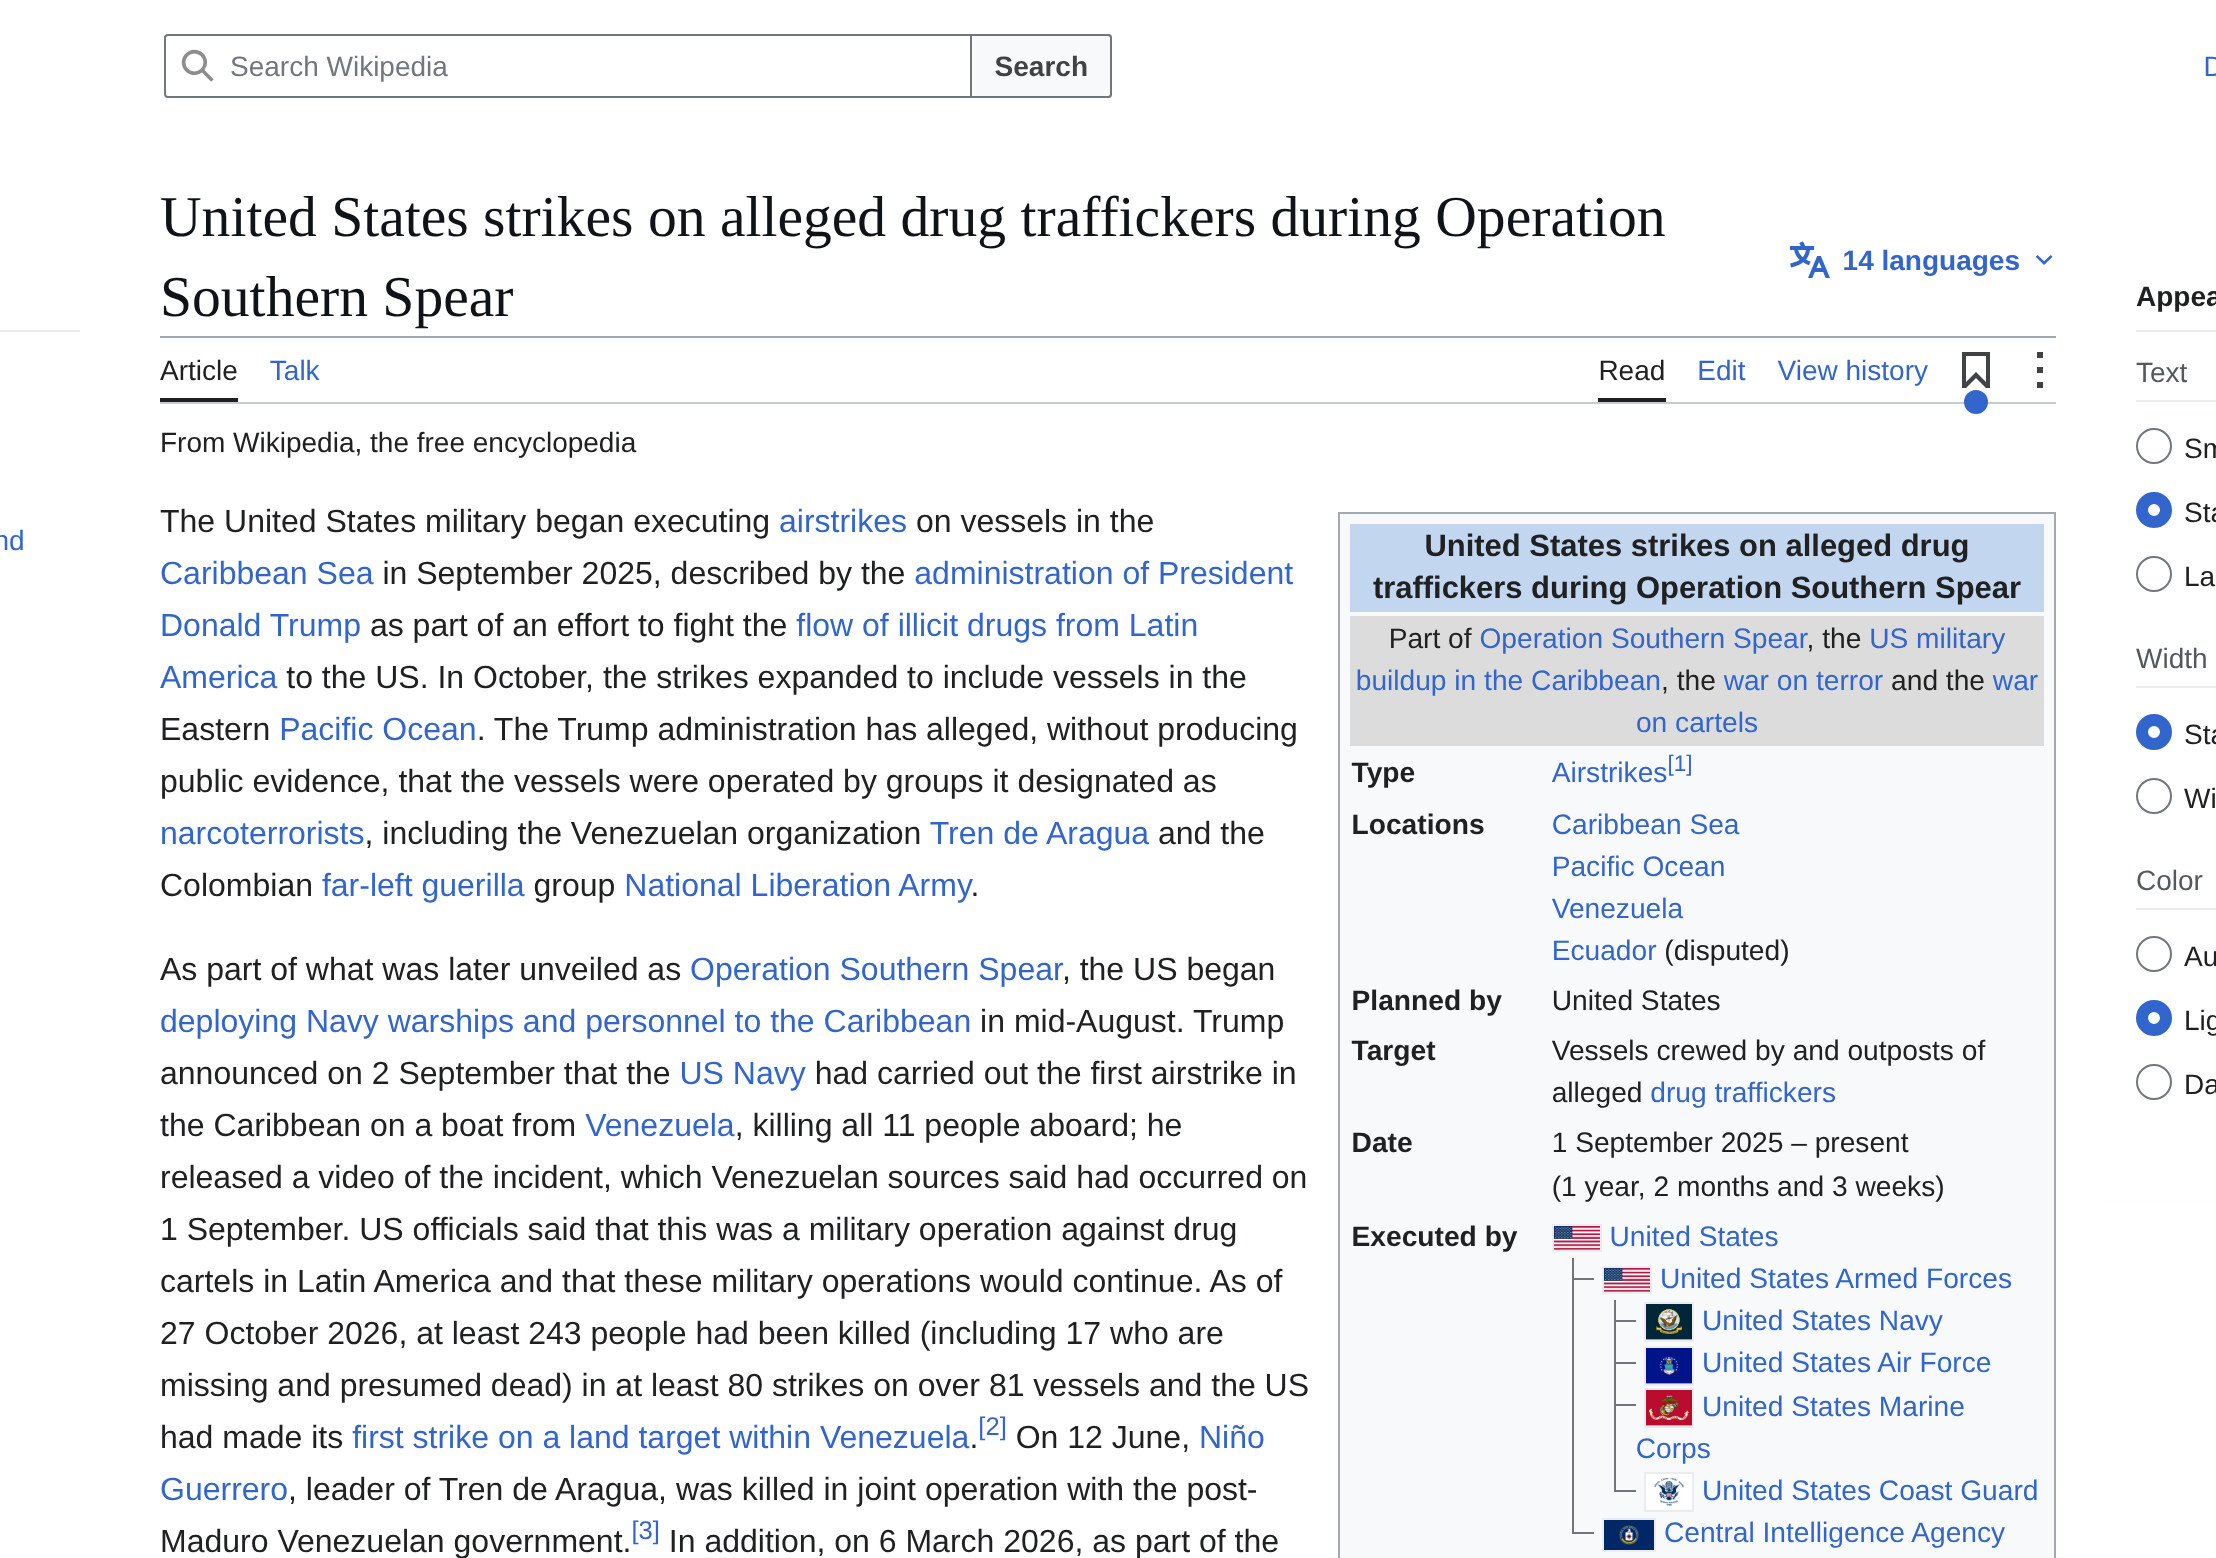 Search Wikipedia
Search
United States strikes on alleged drug traffickers during Operation
Southern Spear
14 languages
Article
Talk
Read
Edit
View history
From Wikipedia, the free encyclopedia
The United States military began executing airstrikes on vessels in the
Caribbean Sea in September 2025, described by the administration of President
Donald Trump as part of an effort to fight the flow of illicit drugs from Latin
America to the US. In October, the strikes expanded to include vessels in the
Eastern Pacific Ocean. The Trump administration has alleged, without producing
public evidence, that the vessels were operated by groups it designated as
narcoterrorists, including the Venezuelan organization Tren de Aragua and the
Colombian far-left guerilla group National Liberation Army.
As part of what was later unveiled as Operation Southern Spear, the US began
deploying Navy warships and personnel to the Caribbean in mid-August. Trump
announced on 2 September that the US Navy had carried out the first airstrike in
the Caribbean on a boat from Venezuela, killing all 11 people aboard; he
released a video of the incident, which Venezuelan sources said had occurred on
1 September. US officials said that this was a military operation against drug
cartels in Latin America and that these military operations would continue. As of
27 October 2026, at least 243 people had been killed (including 17 who are
missing and presumed dead) in at least 80 strikes on over 81 vessels and the US
had made its first strike on a land target within Venezuela.[2] On 12 June, Niño
Guerrero, leader of Tren de Aragua, was killed in joint operation with the post-
Maduro Venezuelan government.[3] In addition, on 6 March 2026, as part of the
United States strikes on alleged drug
traffickers during Operation Southern Spear
Part of Operation Southern Spear, the US military
buildup in the Caribbean, the war on terror and the war
on cartels
Type Airstrikes[1]
Locations Caribbean Sea
Pacific Ocean
Venezuela
Ecuador (disputed)
Planned by United States
Target Vessels crewed by and outposts of
alleged drug traffickers
Date 1 September 2025 – present
(1 year, 2 months and 3 weeks)
Executed by United States
United States Armed Forces
United States Navy
United States Air Force
United States Marine
Corps
United States Coast Guard
Central Intelligence Agency
Text
Width
Color